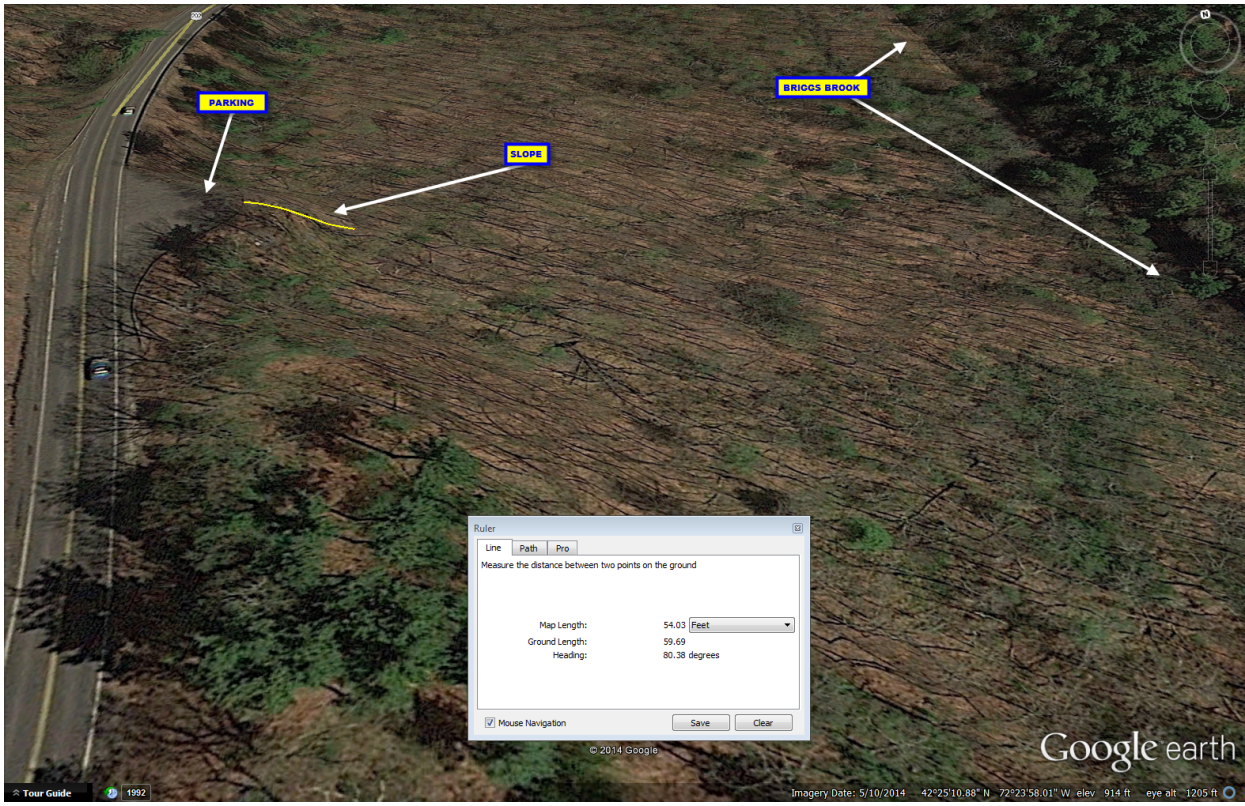 202
N
PARKING
BRIGGS BROOK
SLOPE
Ruler
Line Path Pro
Measure the distance between two points on the ground
Map Length: 54.03 Feet
Ground Length: 59.69
Heading: 80.38 degrees
Mouse Navigation Save Clear
© 2014 Google
Google earth
Tour Guide 1992 Imagery Date: 5/10/2014 42°25'10.88" N 72°23'58.01" W elev 914 ft eye alt 1205 ft